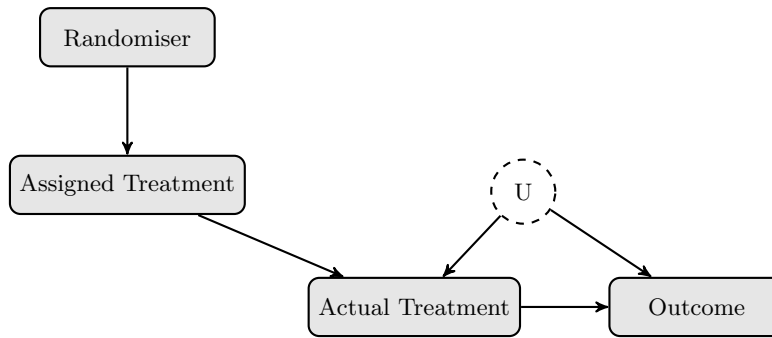 Randomiser
Assigned Treatment
U
Actual Treatment
Outcome